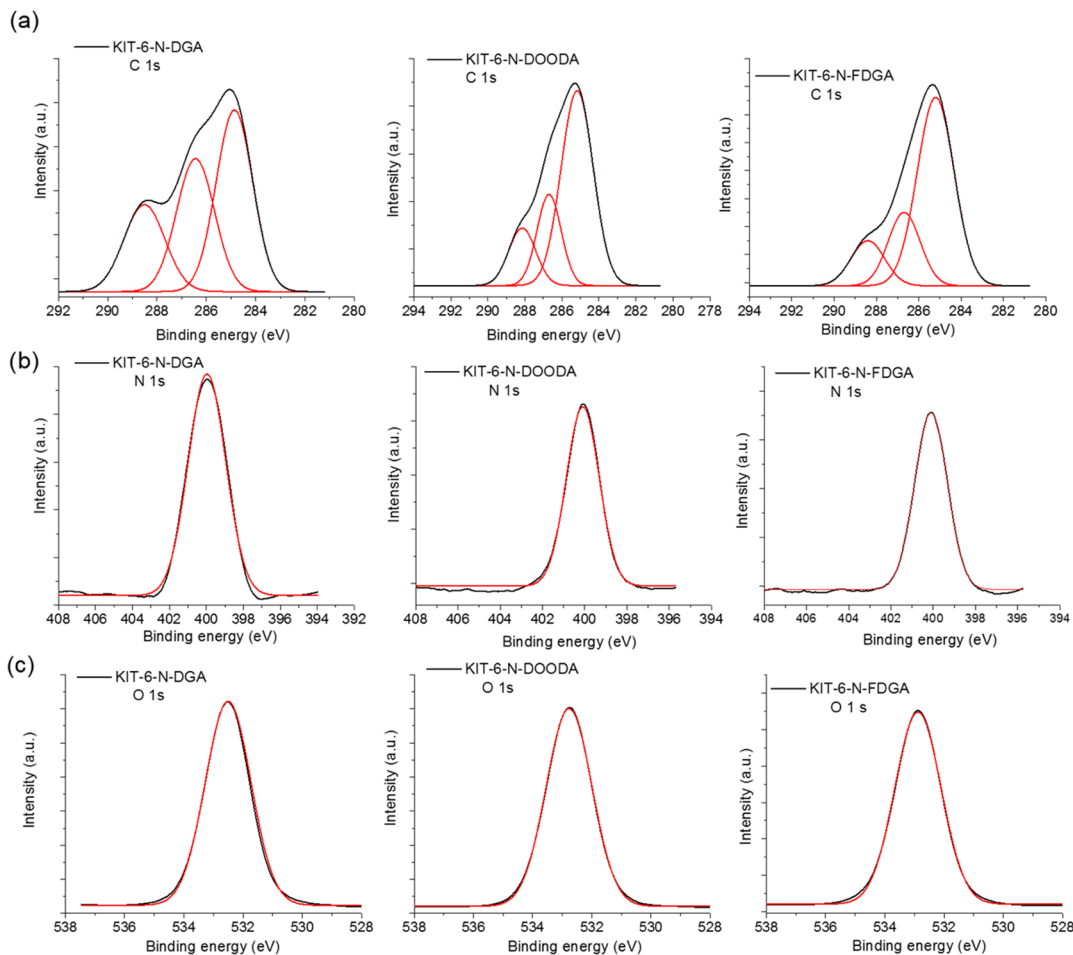 (a)
KIT-6-N-DGA
C 1s
Intensity (a.u.)
292 290 288 286 284 282 280
Binding energy (eV)
KIT-6-N-DOODA
C 1s
Intensity (a.u.)
294 292 290 288 286 284 282 280 278
Binding energy (eV)
KIT-6-N-FDGA
C 1s
Intensity (a.u.)
294 292 290 288 286 284 282 280
Binding energy (eV)
(b)
KIT-6-N-DGA
N 1s
Intensity (a.u.)
408 406 404 402 400 398 396 394 392
Binding energy (eV)
KIT-6-N-DOODA
N 1s
Intensity (a.u.)
408 406 404 402 400 398 396 394
Binding energy (eV)
KIT-6-N-FDGA
N 1s
Intensity (a.u.)
408 406 404 402 400 398 396 394
Binding energy (eV)
(c)
KIT-6-N-DGA
O 1s
Intensity (a.u.)
538 536 534 532 530 528
Binding energy (eV)
KIT-6-N-DOODA
O 1s
Intensity (a.u.)
538 536 534 532 530 528
Binding energy (eV)
KIT-6-N-FDGA
O 1 s
Intensity (a.u.)
538 536 534 532 530 528
Binding energy (eV)